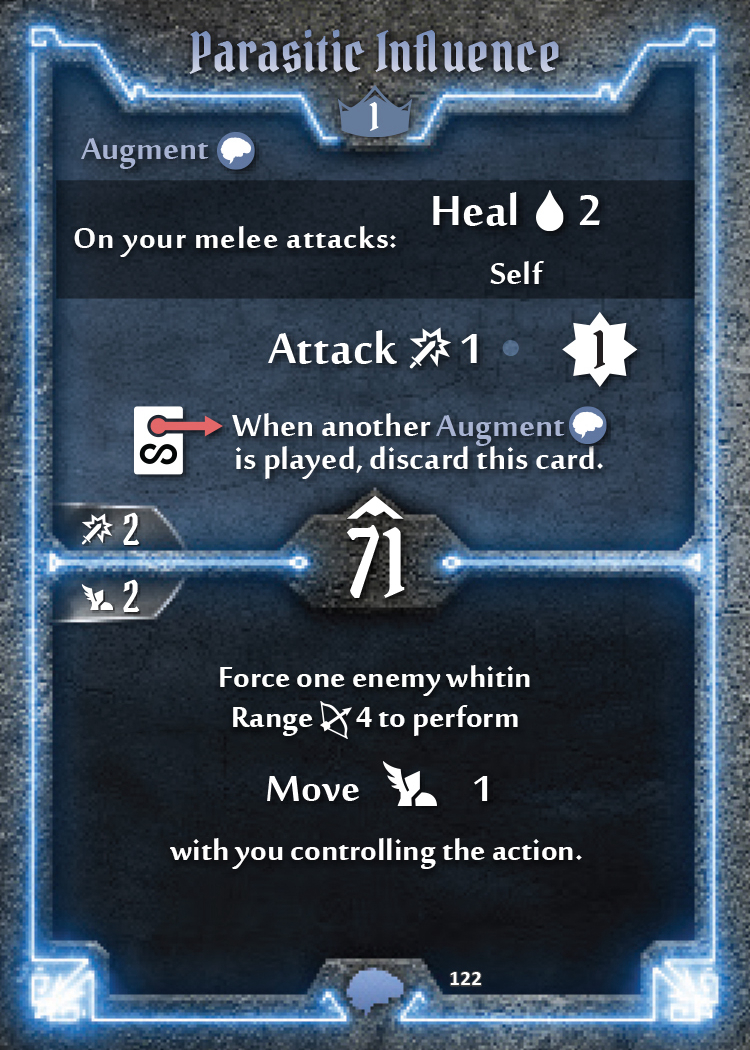 Parasitic Influence
1
Augment
On your melee attacks:
Heal 2
Self
Attack 1 • 1
When another Augment
is played, discard this card.
2
71
2
Force one enemy whitin
Range 4 to perform
Move 1
with you controlling the action.
122